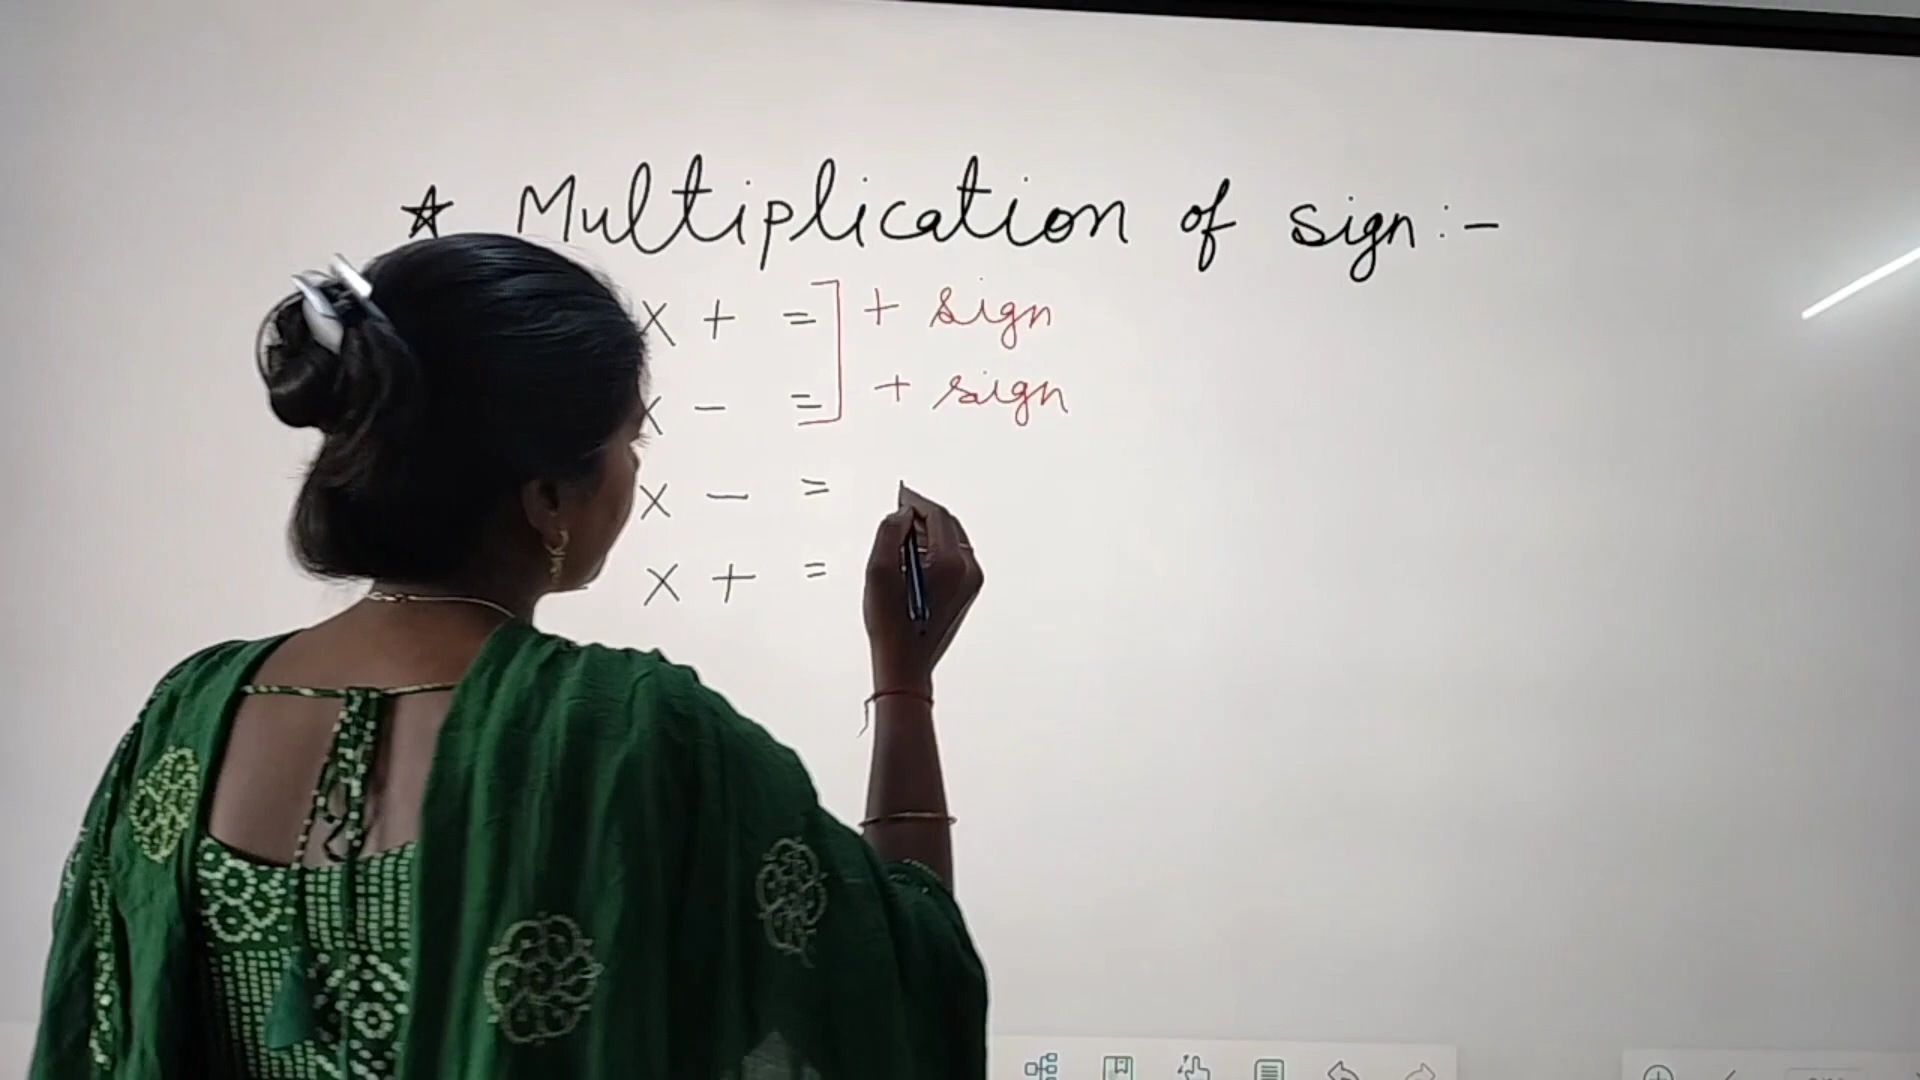 ☆ Multiplication of sign :-
x + = ] + sign
x - = ] + sign
x - =
x + =